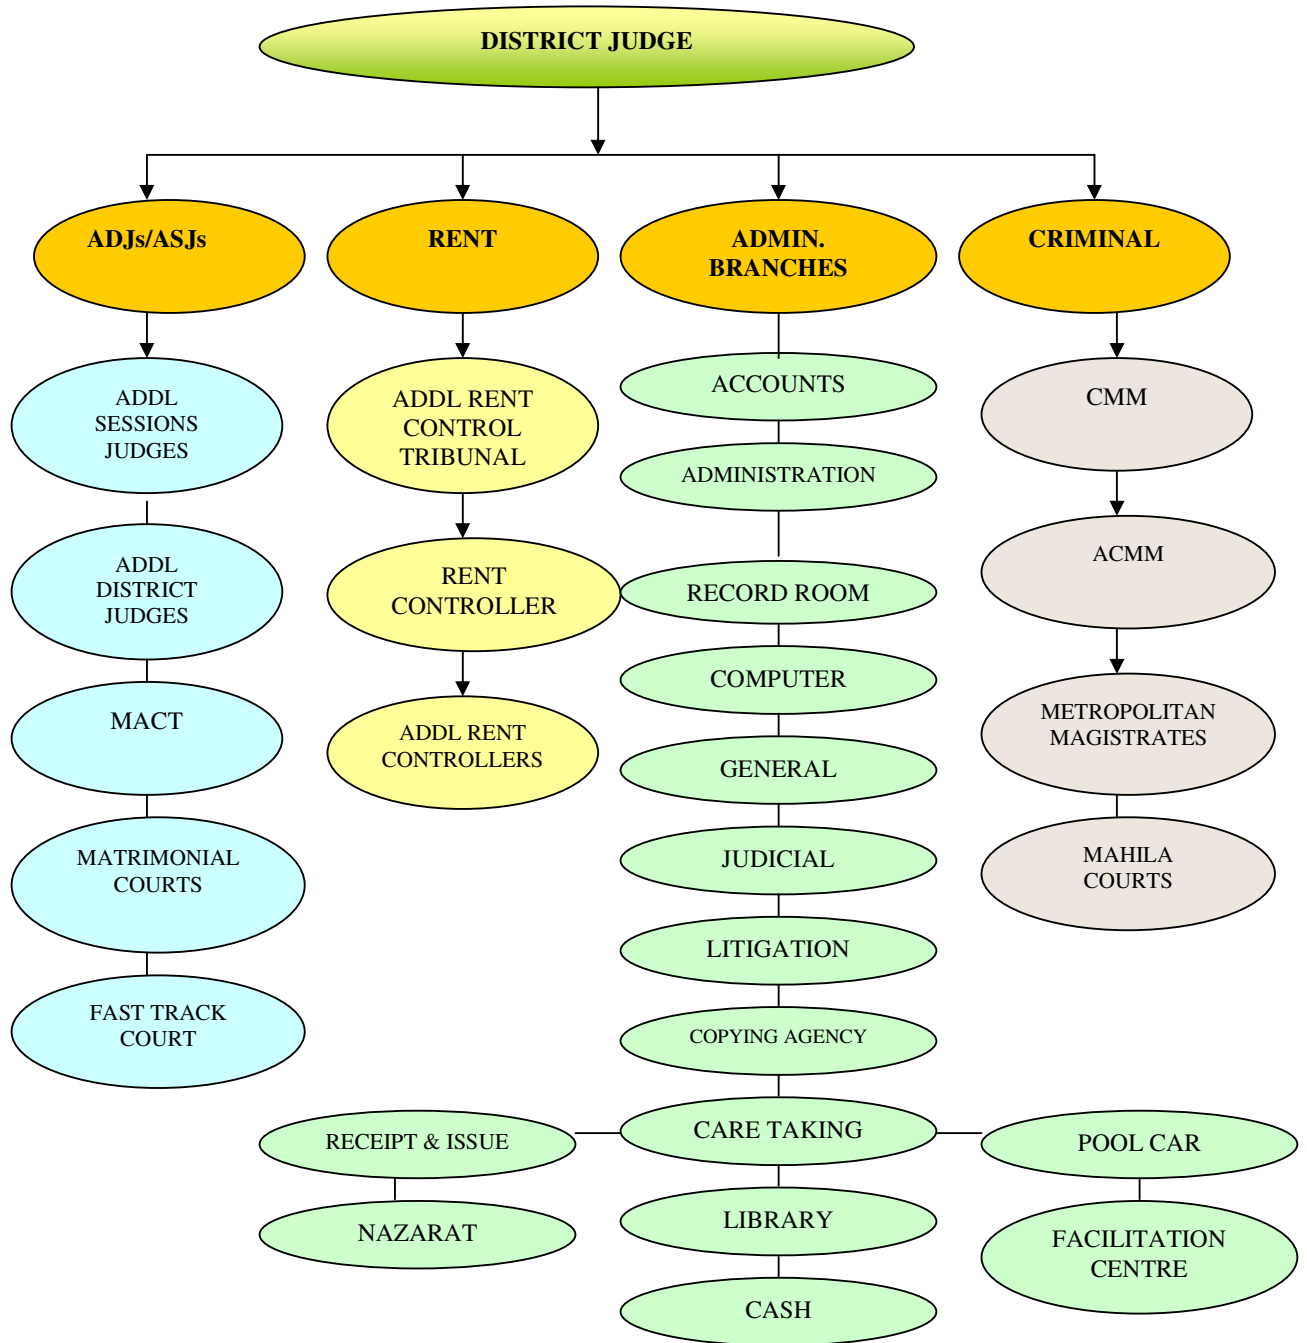 DISTRICT JUDGE
ADJs/ASJs
RENT
ADMIN.
BRANCHES
CRIMINAL
ADDL
SESSIONS
JUDGES
ADDL
DISTRICT
JUDGES
MACT
MATRIMONIAL
COURTS
FAST TRACK
COURT
ADDL RENT
CONTROL
TRIBUNAL
RENT
CONTROLLER
ADDL RENT
CONTROLLERS
ACCOUNTS
ADMINISTRATION
RECORD ROOM
COMPUTER
GENERAL
JUDICIAL
LITIGATION
COPYING AGENCY
CARE TAKING
LIBRARY
CASH
RECEIPT & ISSUE
NAZARAT
POOL CAR
FACILITATION
CENTRE
CMM
ACMM
METROPOLITAN
MAGISTRATES
MAHILA
COURTS